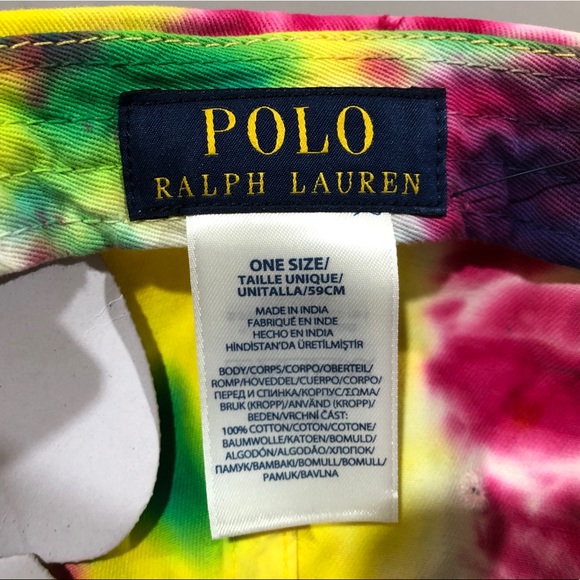 POLO
RALPH LAUREN
ONE SIZE/
TAILLE UNIQUE/
UNITALLA/59CM
MADE IN INDIA
FABRIQUÉ EN INDE
HECHO EN INDIA
HİNDİSTAN'DA ÜRETİLMİŞTİR
BODY/CORPS/CORPO/OBERTEIL/
ROMP/HOVEDDEL/CUERPO/CORPO/
ПЕРЕД И СПИНКА/КОРПУС/ΣΩΜΑ/
BRUK (KROPP)/ANVÄND (KROPP)/
BEDEN/VRCHNÍ ČÁST:
100% COTTON/COTON/COTONE/
BAUMWOLLE/KATOEN/BOMULD/
ALGODÓN/ALGODÃO/ХЛОПОК/
ПАМУК/ΒΑΜΒΑΚΙ/BOMULL/BOMULL/
PAMUK/BAVLNA